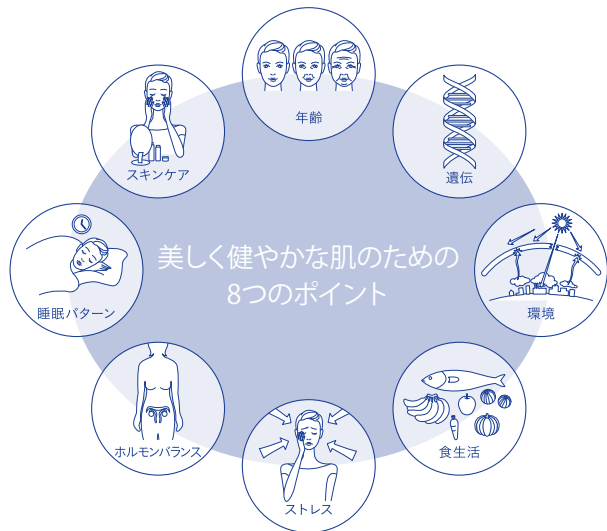 美しく健やかな肌のための
8つのポイント
年齢
遺伝
環境
食生活
ストレス
ホルモンバランス
睡眠パターン
スキンケア